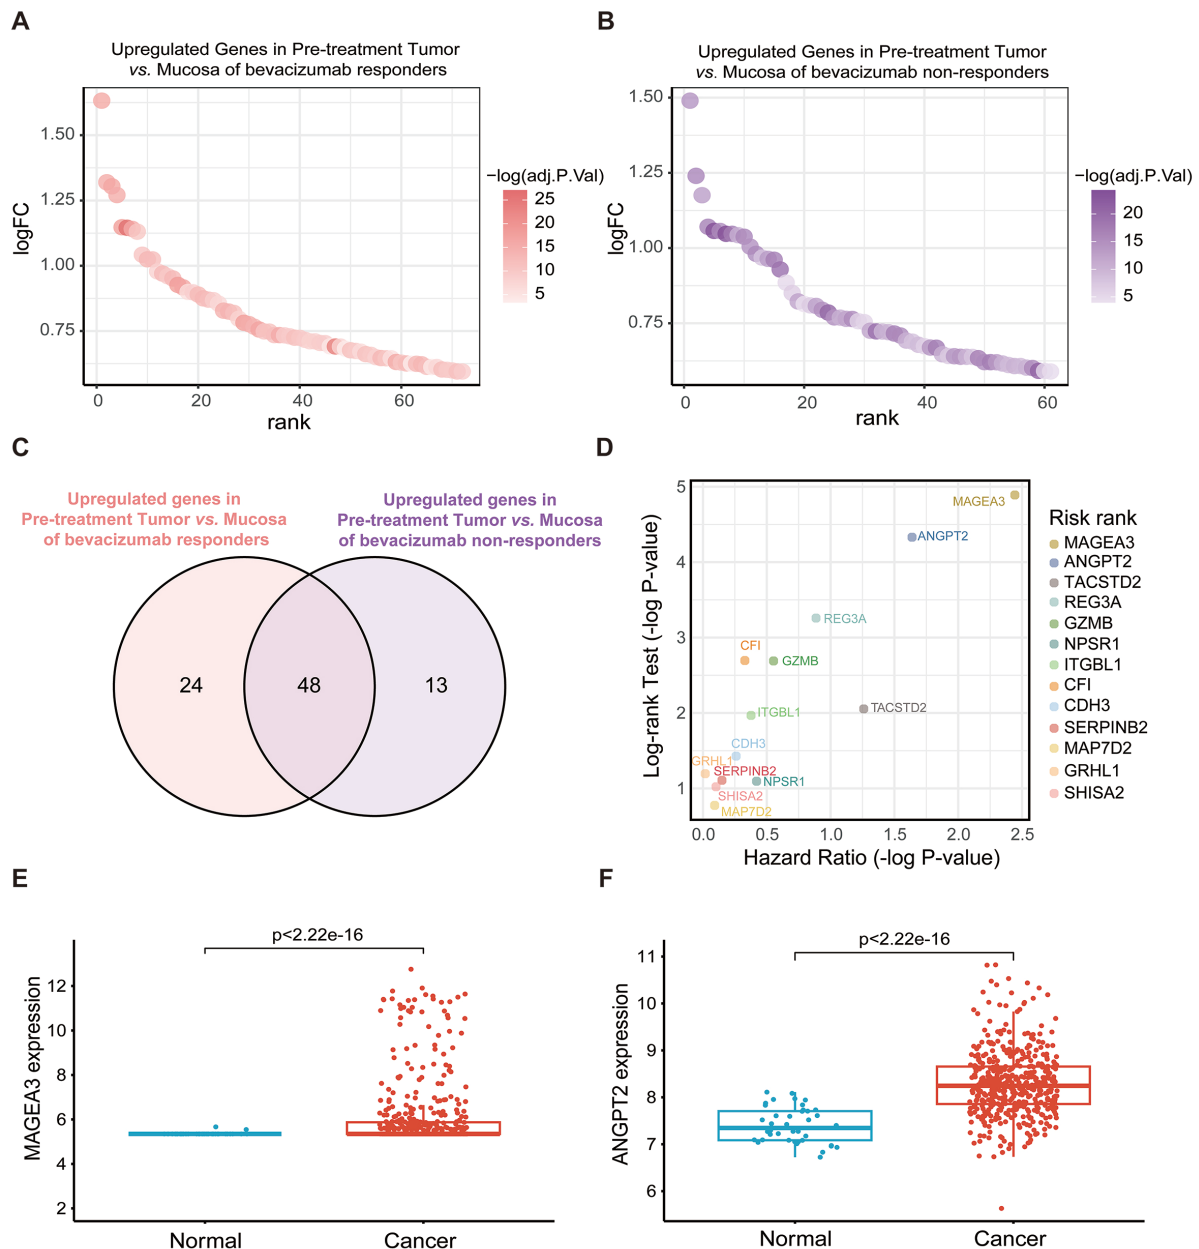 A
Upregulated Genes in Pre-treatment Tumor
vs. Mucosa of bevacizumab responders
logFC
1.50
1.25
1.00
0.75
0
20
40
60
rank
−log(adj.P.Val)
25
20
15
10
5
B
Upregulated Genes in Pre-treatment Tumor
vs. Mucosa of bevacizumab non-responders
logFC
1.50
1.25
1.00
0.75
0
20
40
60
rank
−log(adj.P.Val)
20
15
10
5
C
Upregulated genes in
Pre-treatment Tumor vs. Mucosa
of bevacizumab responders
Upregulated genes in
Pre-treatment Tumor vs. Mucosa
of bevacizumab non-responders
24
48
13
D
Log-rank Test (-log P-value)
5
4
3
2
1
MAGEA3
ANGPT2
REG3A
CFI
GZMB
TACSTD2
ITGBL1
CDH3
GRHL1
SERPINB2
NPSR1
SHISA2
MAP7D2
0.0
0.5
1.0
1.5
2.0
2.5
Hazard Ratio (-log P-value)
Risk rank
MAGEA3
ANGPT2
TACSTD2
REG3A
GZMB
NPSR1
ITGBL1
CFI
CDH3
SERPINB2
MAP7D2
GRHL1
SHISA2
E
p<2.22e-16
MAGEA3 expression
12
10
8
6
4
2
Normal
Cancer
F
p<2.22e-16
ANGPT2 expression
11
10
9
8
7
6
Normal
Cancer